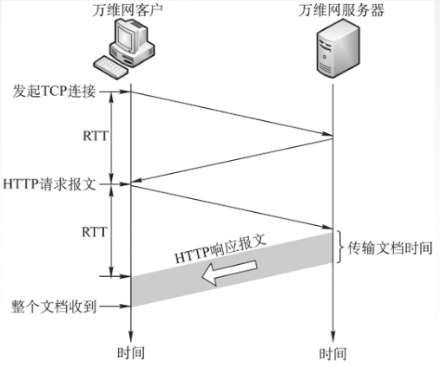 万维网客户
万维网服务器
发起TCP连接
RTT
HTTP请求报文
RTT
HTTP响应报文
传输文档时间
整个文档收到
时间
时间